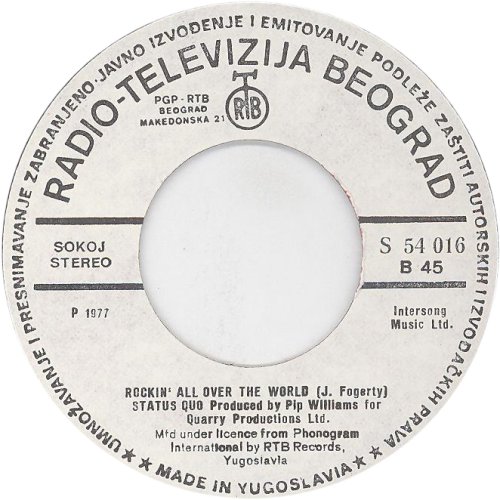 UMNOŽAVANJE I PRESNIMAVANJE ZABRANJENO·JAVNO IZVOĐENJE I EMITOVANJE PODLEŽE ZAŠTITI AUTORSKIH I IZVOĐAČKIH PRAVA
RADIO-TELEVIZIJA BEOGRAD
PGP-RTB
BEOGRAD
MAKEDONSKA 21
RTB
SOKOJ
STEREO
S 54 016
B 45
P 1977
Intersong
Music Ltd.
ROCKIN' ALL OVER THE WORLD (J. Fogerty)
STATUS QUO Produced by Pip Williams for
Quarry Productions Ltd.
Mfd under licence from Phonogram
International by RTB Records,
Yugoslavia
★★★ MADE IN YUGOSLAVIA ★★★